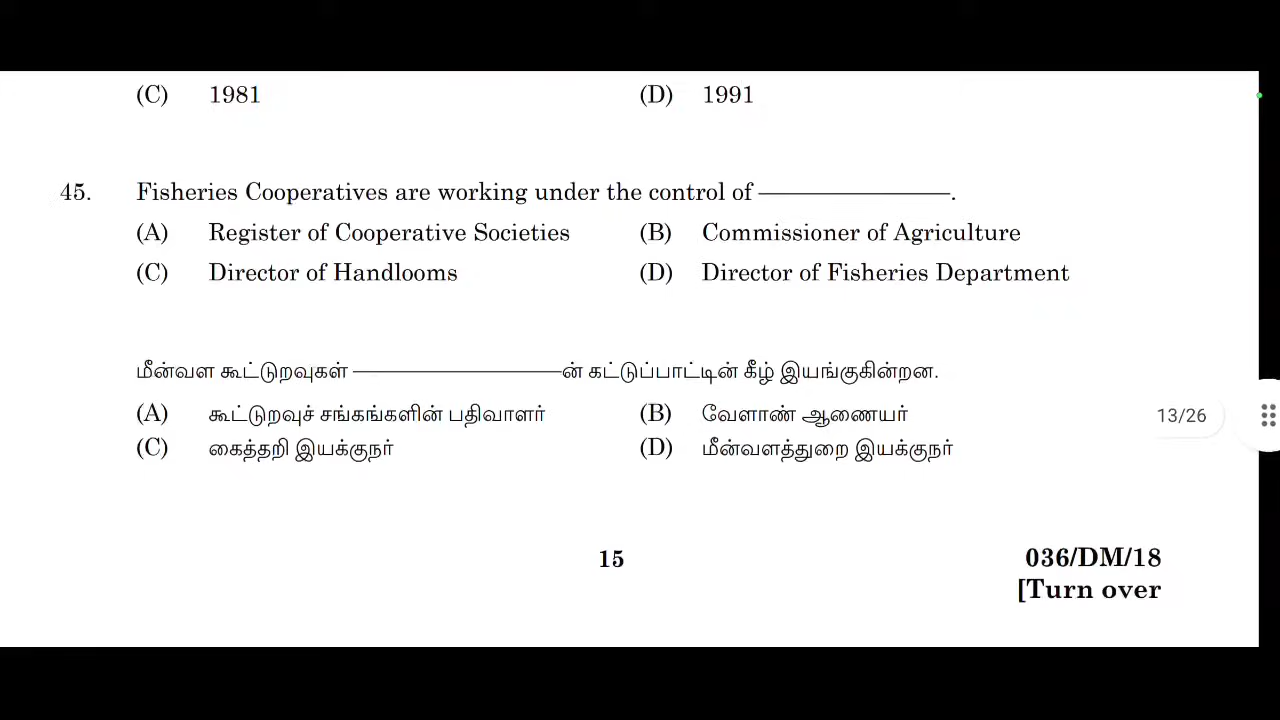 (C) 1981 (D) 1991
45. Fisheries Cooperatives are working under the control of ―――――――.
(A) Register of Cooperative Societies (B) Commissioner of Agriculture
(C) Director of Handlooms (D) Director of Fisheries Department
மீன்வள கூட்டுறவுகள் ―――――――ன் கட்டுப்பாட்டின் கீழ் இயங்குகின்றன.
(A) கூட்டுறவுச் சங்கங்களின் பதிவாளர் (B) வேளாண் ஆணையர்
13/26
(C) கைத்தறி இயக்குநர் (D) மீன்வளத்துறை இயக்குநர்
15 036/DM/18
[Turn over